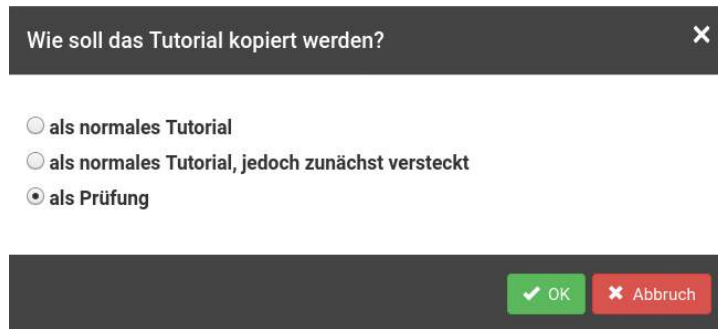 Wie soll das Tutorial kopiert werden?
als normales Tutorial
als normales Tutorial, jedoch zunächst versteckt
als Prüfung
OK Abbruch